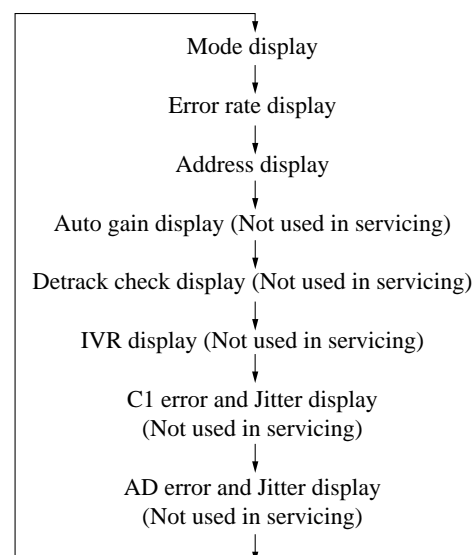 Mode display
Error rate display
Address display
Auto gain display (Not used in servicing)
Detrack check display (Not used in servicing)
IVR display (Not used in servicing)
C1 error and Jitter display
(Not used in servicing)
AD error and Jitter display
(Not used in servicing)